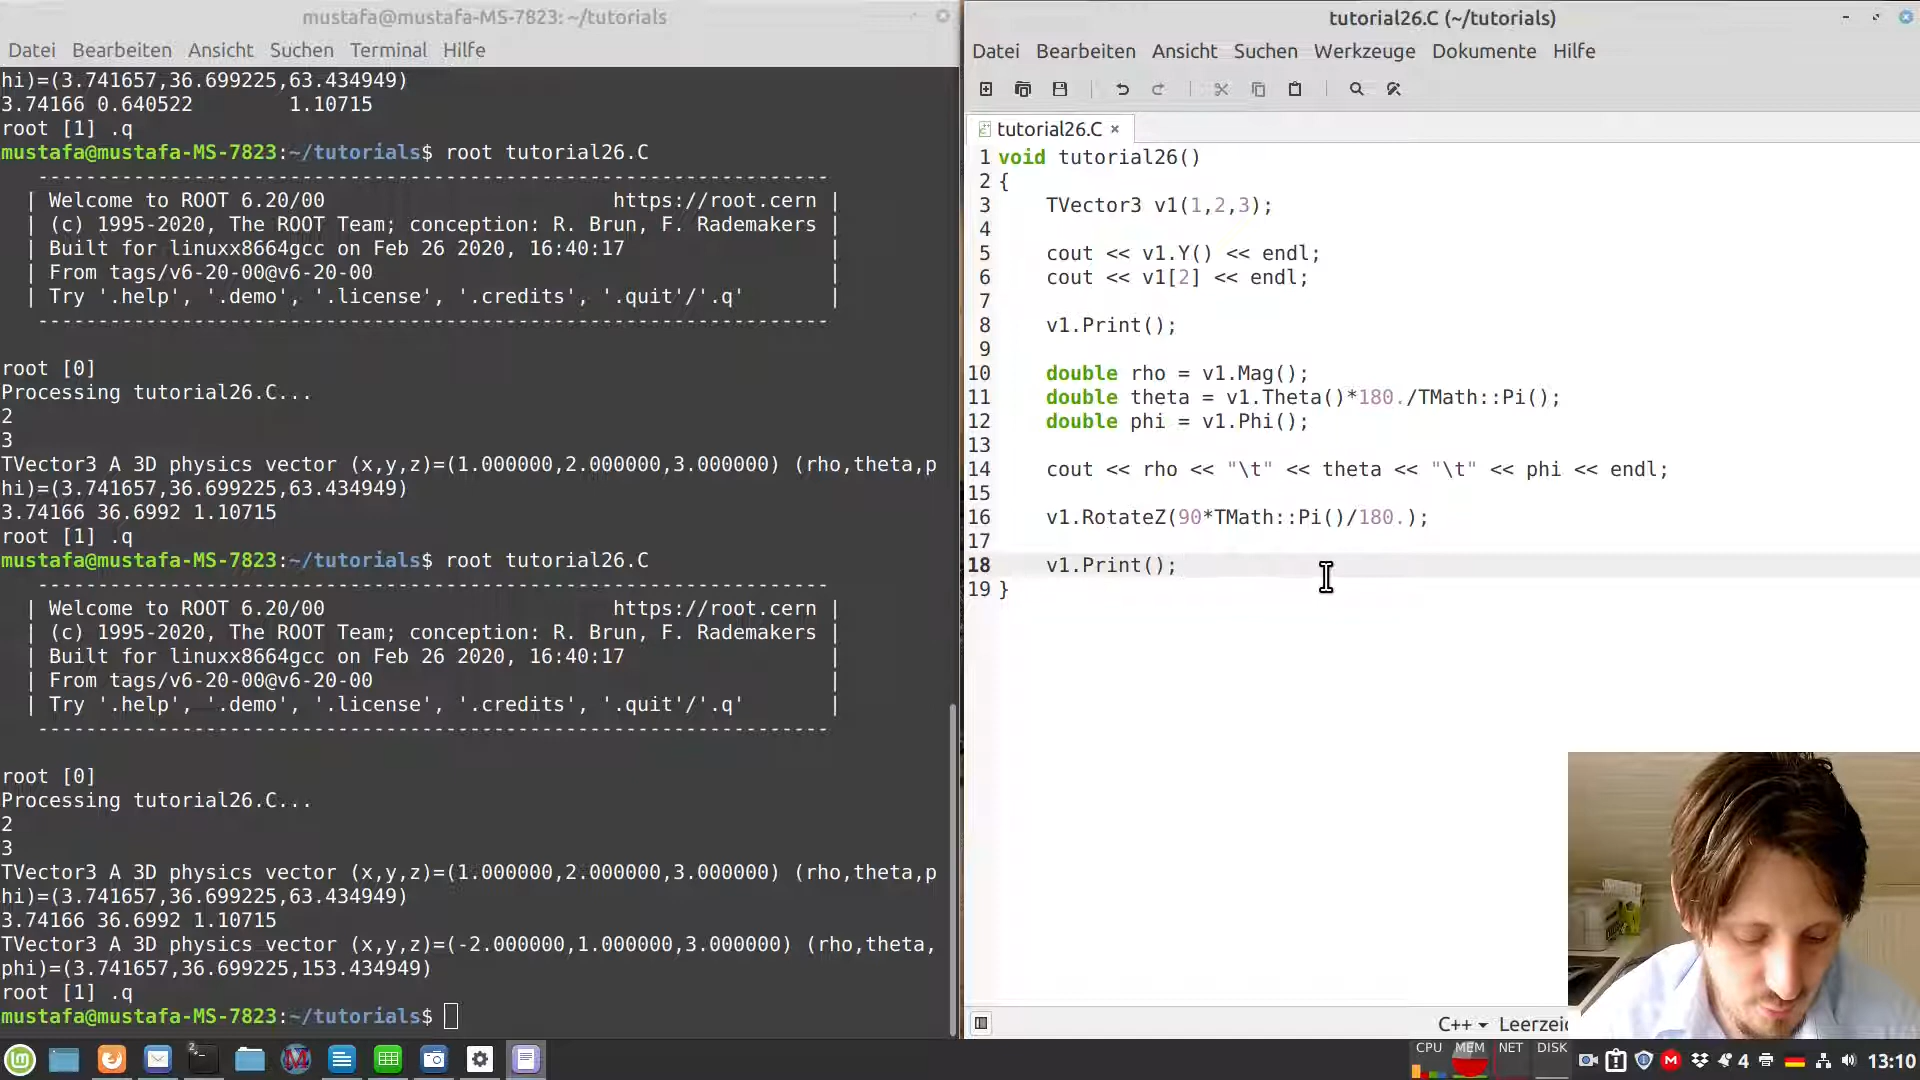 mustafa@mustafa-MS-7823: ~/tutorials
Datei Bearbeiten Ansicht Suchen Terminal Hilfe
hi)=(3.741657,36.699225,63.434949)
3.74166 0.640522 1.10715
root [1] .q
mustafa@mustafa-MS-7823:~/tutorials$ root tutorial26.C
------------------------------------------------------------------
| Welcome to ROOT 6.20/00 https://root.cern |
| (c) 1995-2020, The ROOT Team; conception: R. Brun, F. Rademakers |
| Built for linuxx8664gcc on Feb 26 2020, 16:40:17 |
| From tags/v6-20-00@v6-20-00 |
| Try '.help', '.demo', '.license', '.credits', '.quit'/'.q' |
------------------------------------------------------------------
root [0]
Processing tutorial26.C...
2
3
TVector3 A 3D physics vector (x,y,z)=(1.000000,2.000000,3.000000) (rho,theta,p
hi)=(3.741657,36.699225,63.434949)
3.74166 36.6992 1.10715
root [1] .q
mustafa@mustafa-MS-7823:~/tutorials$ root tutorial26.C
------------------------------------------------------------------
| Welcome to ROOT 6.20/00 https://root.cern |
| (c) 1995-2020, The ROOT Team; conception: R. Brun, F. Rademakers |
| Built for linuxx8664gcc on Feb 26 2020, 16:40:17 |
| From tags/v6-20-00@v6-20-00 |
| Try '.help', '.demo', '.license', '.credits', '.quit'/'.q' |
------------------------------------------------------------------
root [0]
Processing tutorial26.C...
2
3
TVector3 A 3D physics vector (x,y,z)=(1.000000,2.000000,3.000000) (rho,theta,p
hi)=(3.741657,36.699225,63.434949)
3.74166 36.6992 1.10715
TVector3 A 3D physics vector (x,y,z)=(-2.000000,1.000000,3.000000) (rho,theta,
phi)=(3.741657,36.699225,153.434949)
root [1] .q
mustafa@mustafa-MS-7823:~/tutorials$
tutorial26.C (~/tutorials)
Datei Bearbeiten Ansicht Suchen Werkzeuge Dokumente Hilfe
tutorial26.C ×
1 void tutorial26()
2 {
3 TVector3 v1(1,2,3);
4
5 cout << v1.Y() << endl;
6 cout << v1[2] << endl;
7
8 v1.Print();
9
10 double rho = v1.Mag();
11 double theta = v1.Theta()*180./TMath::Pi();
12 double phi = v1.Phi();
13
14 cout << rho << "\t" << theta << "\t" << phi << endl;
15
16 v1.RotateZ(90*TMath::Pi()/180.);
17
18 v1.Print();
19 }
C++ Leerzeic
CPU MEM NET DISK
4 13:10